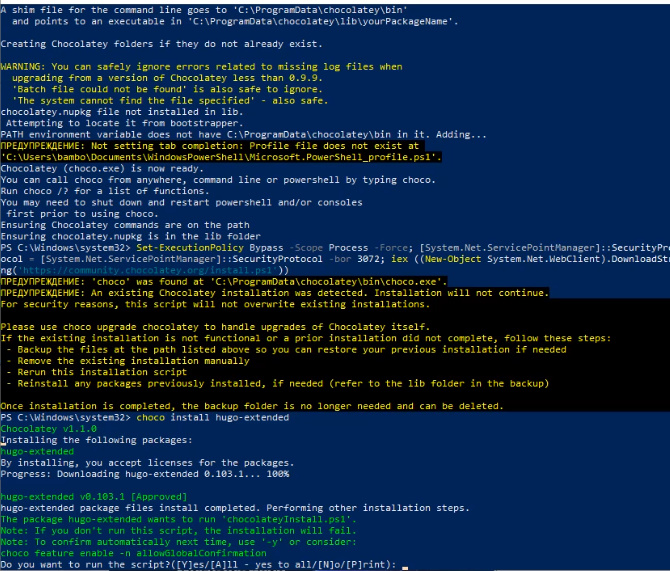 A shim file for the command line goes to 'C:\ProgramData\chocolatey\bin'
and points to an executable in 'C:\ProgramData\chocolatey\lib\yourPackageName'.
Creating Chocolatey folders if they do not already exist.
WARNING: You can safely ignore errors related to missing log files when
upgrading from a version of Chocolatey less than 0.9.9.
'Batch file could not be found' is also safe to ignore.
'The system cannot find the file specified' - also safe.
chocolatey.nupkg file not installed in lib.
Attempting to locate it from bootstrapper.
PATH environment variable does not have C:\ProgramData\chocolatey\bin in it. Adding...
ПРЕДУПРЕЖДЕНИЕ: Not setting tab completion: Profile file does not exist at
'C:\Users\bambo\Documents\WindowsPowerShell\Microsoft.PowerShell_profile.ps1'.
Chocolatey (choco.exe) is now ready.
You can call choco from anywhere, command line or powershell by typing choco.
Run choco /? for a list of functions.
You may need to shut down and restart powershell and/or consoles
first prior to using choco.
Ensuring Chocolatey commands are on the path
Ensuring chocolatey.nupkg is in the lib folder
PS C:\Windows\system32> Set-ExecutionPolicy Bypass -Scope Process -Force; [System.Net.ServicePointManager]::SecurityPro
ocol = [System.Net.ServicePointManager]::SecurityProtocol -bor 3072; iex ((New-Object System.Net.WebClient).DownloadStr
ng('https://community.chocolatey.org/install.ps1'))
ПРЕДУПРЕЖДЕНИЕ: 'choco' was found at 'C:\ProgramData\chocolatey\bin\choco.exe'.
ПРЕДУПРЕЖДЕНИЕ: An existing Chocolatey installation was detected. Installation will not continue.
For security reasons, this script will not overwrite existing installations.
Please use choco upgrade chocolatey to handle upgrades of Chocolatey itself.
If the existing installation is not functional or a prior installation did not complete, follow these steps:
- Backup the files at the path listed above so you can restore your previous installation if needed
- Remove the existing installation manually
- Rerun this installation script
- Reinstall any packages previously installed, if needed (refer to the lib folder in the backup)
Once installation is completed, the backup folder is no longer needed and can be deleted.
PS C:\Windows\system32> choco install hugo-extended
Chocolatey v1.1.0
Installing the following packages:
hugo-extended
By installing, you accept licenses for the packages.
Progress: Downloading hugo-extended 0.103.1... 100%
hugo-extended v0.103.1 [Approved]
hugo-extended package files install completed. Performing other installation steps.
The package hugo-extended wants to run 'chocolateyInstall.ps1'.
Note: If you don't run this script, the installation will fail.
Note: To confirm automatically next time, use '-y' or consider:
choco feature enable -n allowGlobalConfirmation
Do you want to run the script?([Y]es/[A]ll - yes to all/[N]o/[P]rint):